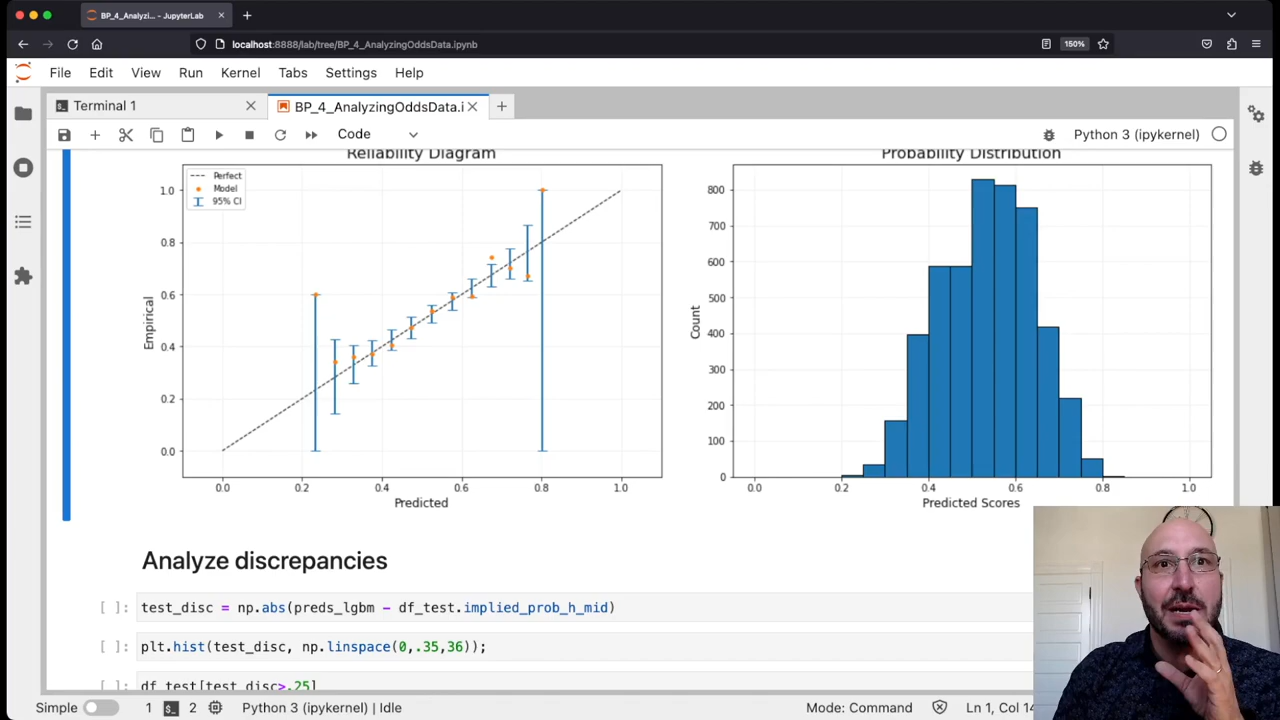 BP_4_Analyzi... - JupyterLab
localhost:8888/lab/tree/BP_4_AnalyzingOddsData.ipynb
150%
File Edit View Run Kernel Tabs Settings Help
Terminal 1
BP_4_AnalyzingOddsData.i
Code
Python 3 (ipykernel)
Reliability Diagram
Perfect
Model
95% CI
1.0
0.8
0.6
0.4
0.2
0.0
Empirical
0.0 0.2 0.4 0.6 0.8 1.0
Predicted
Probability Distribution
800
700
600
500
400
300
200
100
0
Count
0.0 0.2 0.4 0.6 0.8 1.0
Predicted Scores
Analyze discrepancies
[ ]: test_disc = np.abs(preds_lgbm - df_test.implied_prob_h_mid)
[ ]: plt.hist(test_disc, np.linspace(0,.35,36));
[ ]: df_test[test_disc>.25]
Simple 1 2 Python 3 (ipykernel) | Idle Mode: Command Ln 1, Col 14